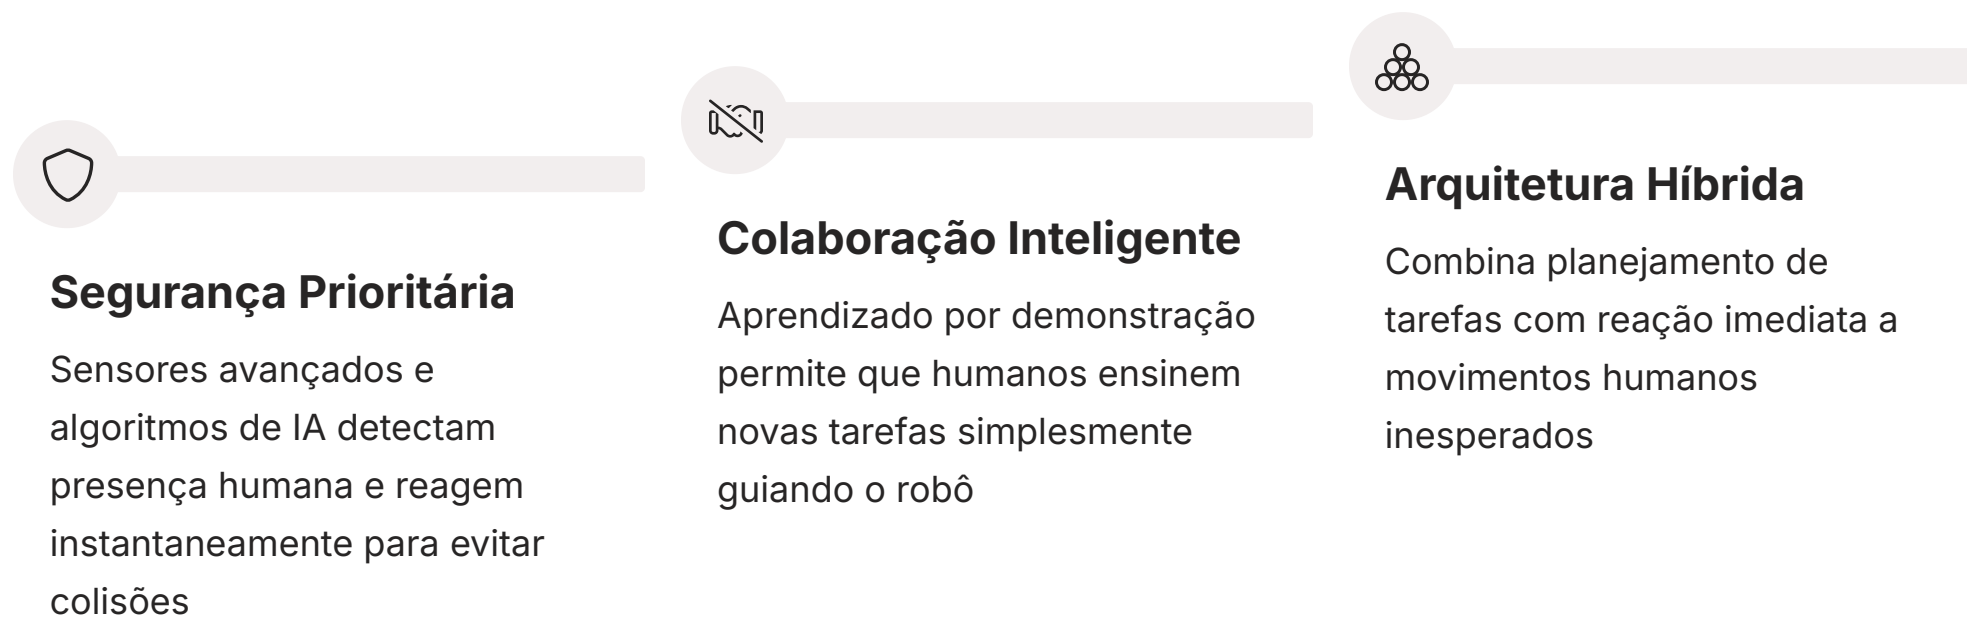 Segurança Prioritária
Sensores avançados e
algoritmos de IA detectam
presença humana e reagem
instantaneamente para evitar
colisões
Colaboração Inteligente
Aprendizado por demonstração
permite que humanos ensinem
novas tarefas simplesmente
guiando o robô
Arquitetura Híbrida
Combina planejamento de
tarefas com reação imediata a
movimentos humanos
inesperados